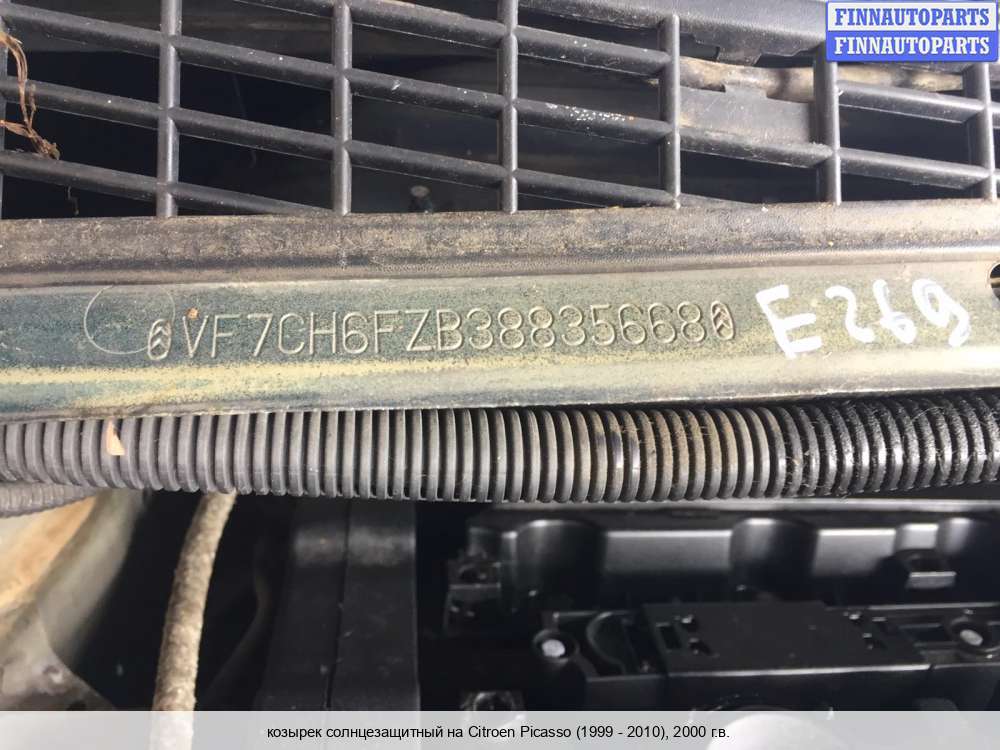 FINNAUTOPARTS
FINNAUTOPARTS
VF7CH6FZB38835668
E269
козырек солнцезащитный на Citroen Picasso (1999 - 2010), 2000 г.в.